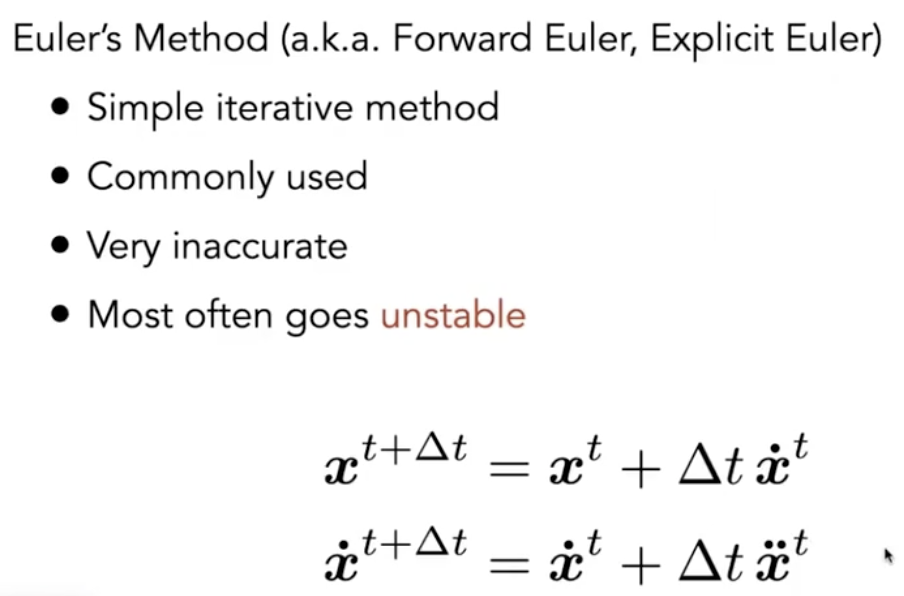 Euler’s Method (a.k.a. Forward Euler, Explicit Euler)
• Simple iterative method
• Commonly used
• Very inaccurate
• Most often goes unstable
$\boldsymbol{x}^{t+\Delta t} = \boldsymbol{x}^{t} + \Delta t \, \dot{\boldsymbol{x}}^{t}$
$\dot{\boldsymbol{x}}^{t+\Delta t} = \dot{\boldsymbol{x}}^{t} + \Delta t \, \ddot{\boldsymbol{x}}^{t}$